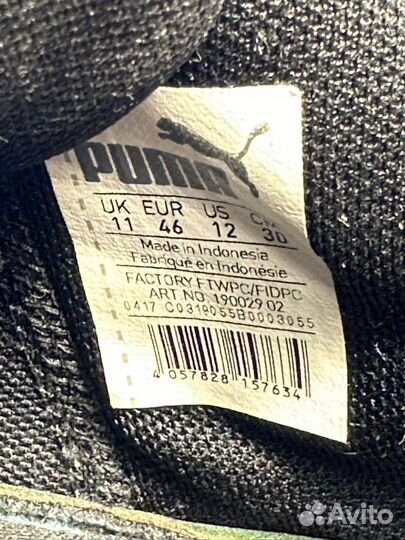 PUMA
UK EUR US CM
11 46 12 30
Made in Indonesia
Fabriqué en Indonésie
FACTORY FTWPC/FIDPC
ART NO. 190029 02
0417 C0319055B0003055
4 057828 157634
Avito